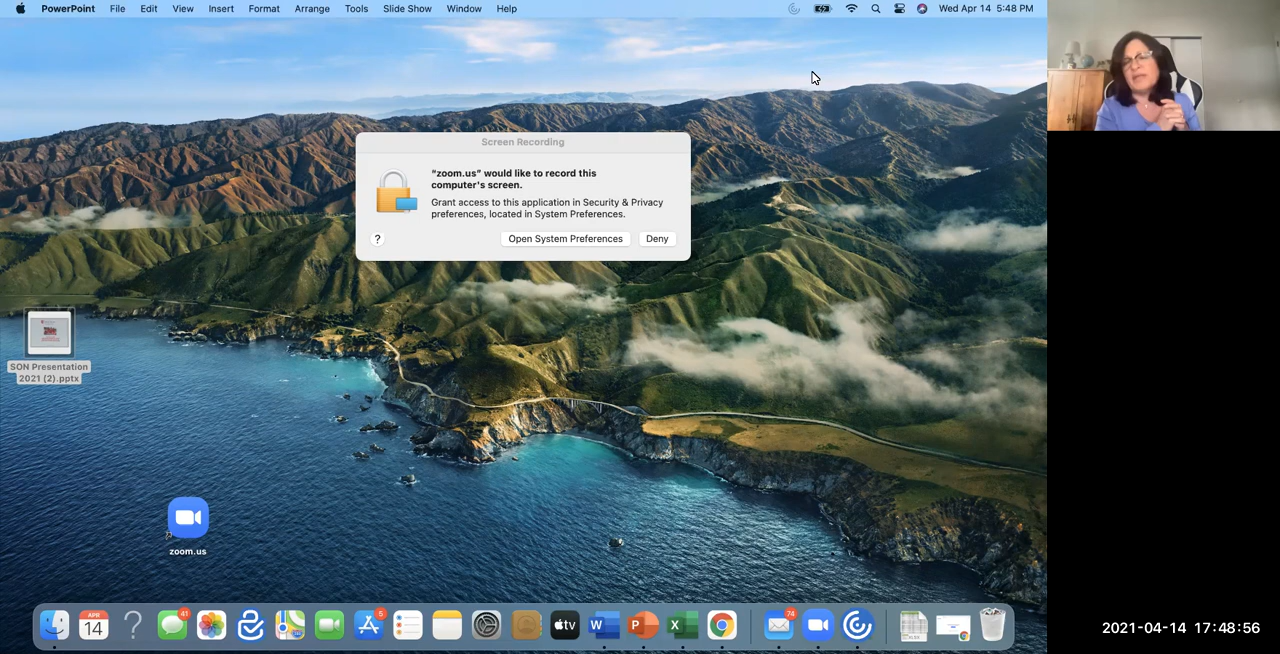 PowerPoint File Edit View Insert Format Arrange Tools Slide Show Window Help Wed Apr 14 5:48 PM
Screen Recording
"zoom.us" would like to record this
computer's screen.
Grant access to this application in Security & Privacy
preferences, located in System Preferences.
? Open System Preferences Deny
SON Presentation
2021 (2).pptx
zoom.us
APR
14
?
41
5
tv
W
P
X
74
XLSX
2021-04-14 17:48:56